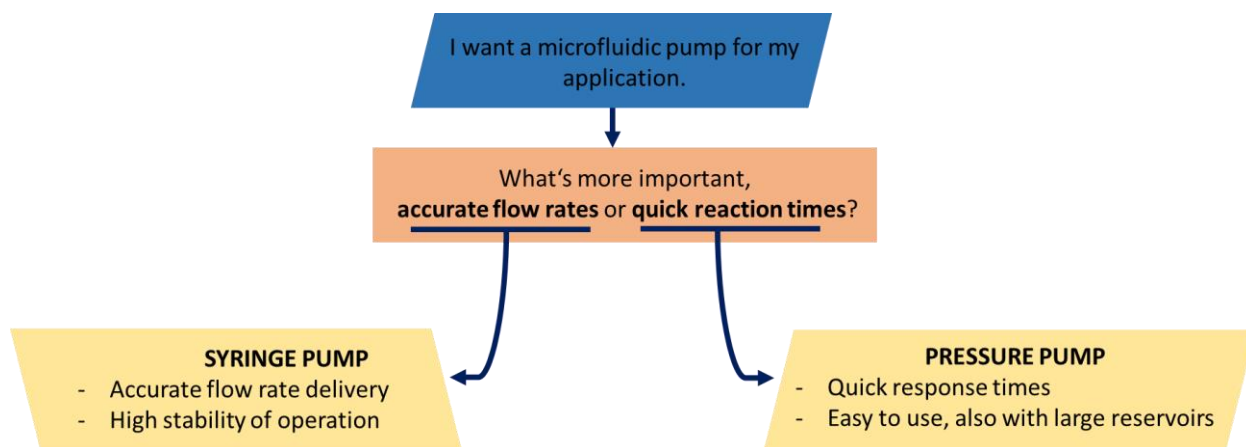 I want a microfluidic pump for my
application.
What‘s more important,
accurate flow rates or quick reaction times?
SYRINGE PUMP
- Accurate flow rate delivery
- High stability of operation
PRESSURE PUMP
- Quick response times
- Easy to use, also with large reservoirs